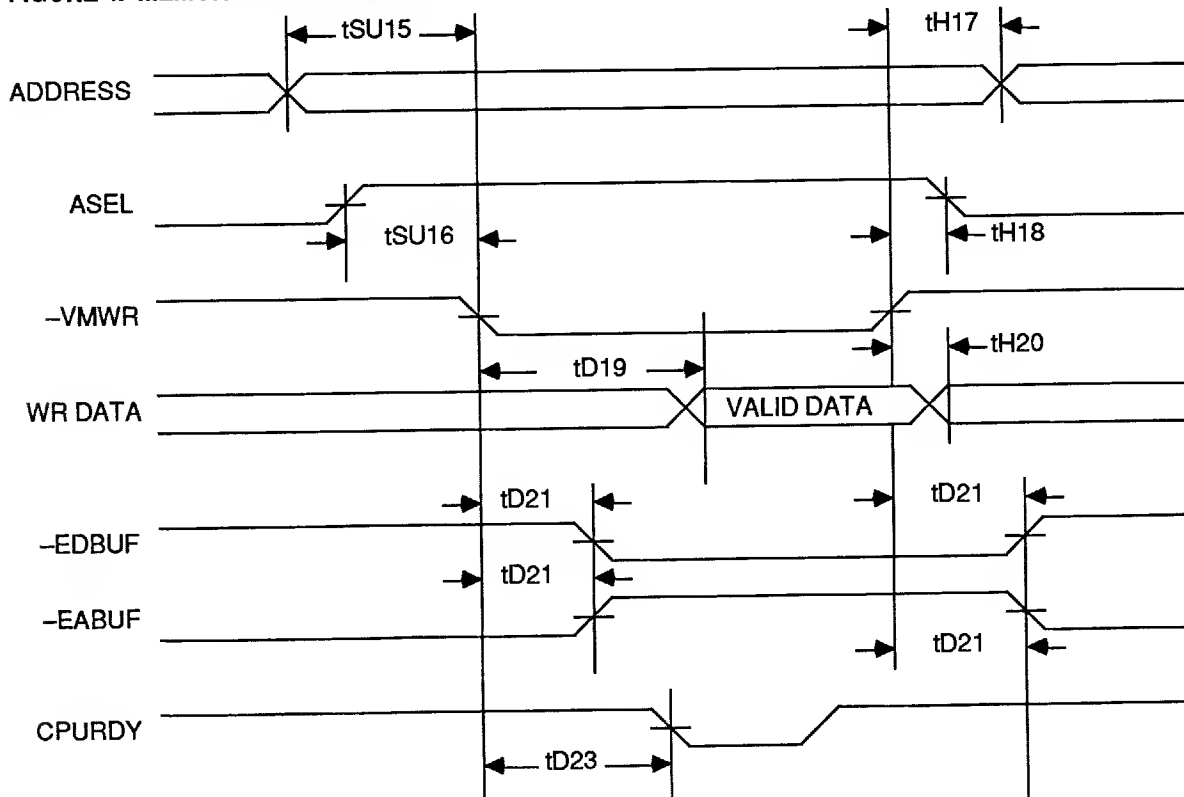 tSU15
tH17
ADDRESS
ASEL
tSU16
tH18
–VMWR
tD19
tH20
WR DATA
VALID DATA
tD21
tD21
–EDBUF
tD21
–EABUF
tD21
CPURDY
tD23